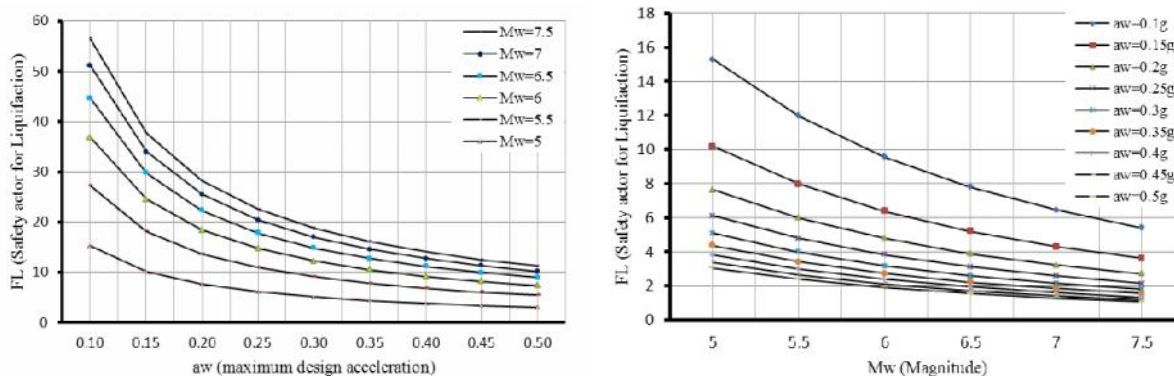 60
50
40
30
20
10
0
FL (Safety actor for Liquifaction)
Mw=7.5
Mw=7
Mw=6.5
Mw=6
Mw=5.5
Mw=5
0.10 0.15 0.20 0.25 0.30 0.35 0.40 0.45 0.50
aw (maximum design acceleration)
18
16
14
12
10
8
6
4
2
0
FL (Safety actor for Liquifaction)
aw=0.1g
aw=0.15g
aw=0.2g
aw=0.25g
aw=0.3g
aw=0.35g
aw=0.4g
aw=0.45g
aw=0.5g
5 5.5 6 6.5 7 7.5
Mw (Magnitude)